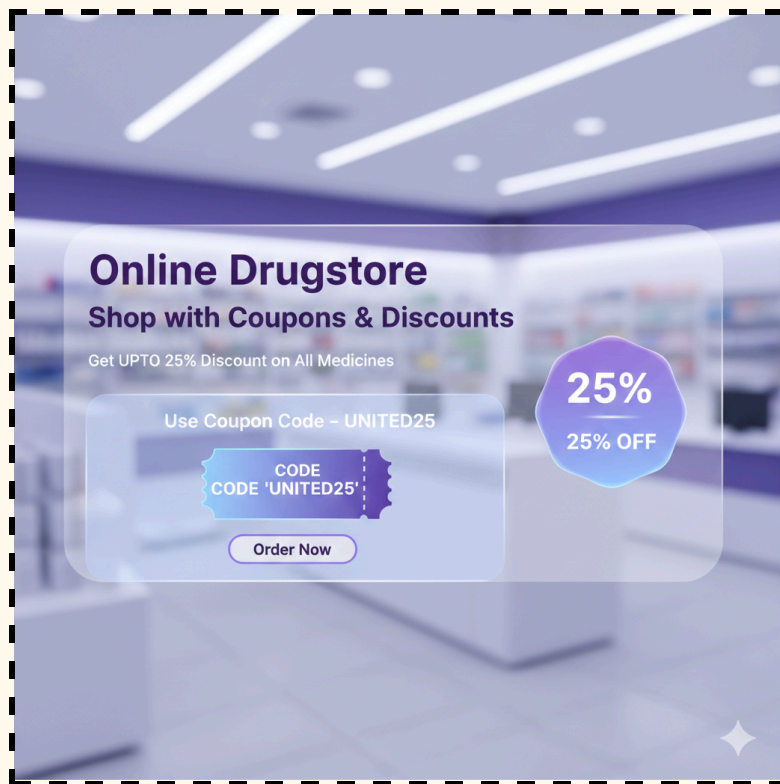 Online Drugstore
Shop with Coupons & Discounts
Get UPTO 25% Discount on All Medicines
Use Coupon Code – UNITED25
CODE
CODE 'UNITED25'
Order Now
25%
25% OFF